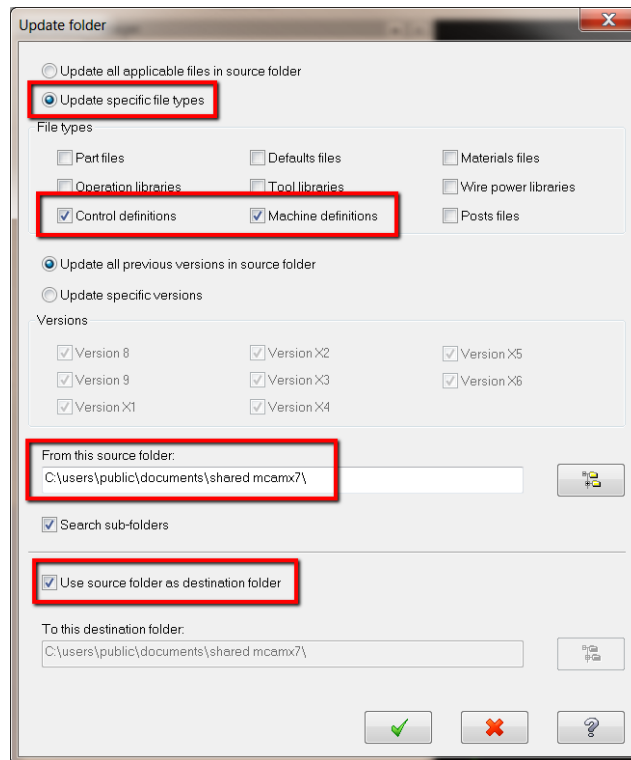 Update folder
Update all applicable files in source folder
Update specific file types
File types
Part files Defaults files Materials files
Operation libraries Tool libraries Wire power libraries
Control definitions Machine definitions Posts files
Update all previous versions in source folder
Update specific versions
Versions
Version 8 Version X2 Version X5
Version 9 Version X3 Version X6
Version X1 Version X4
From this source folder:
C:\users\public\documents\shared mcamx7\
Search sub-folders
Use source folder as destination folder
To this destination folder:
C:\users\public\documents\shared mcamx7\